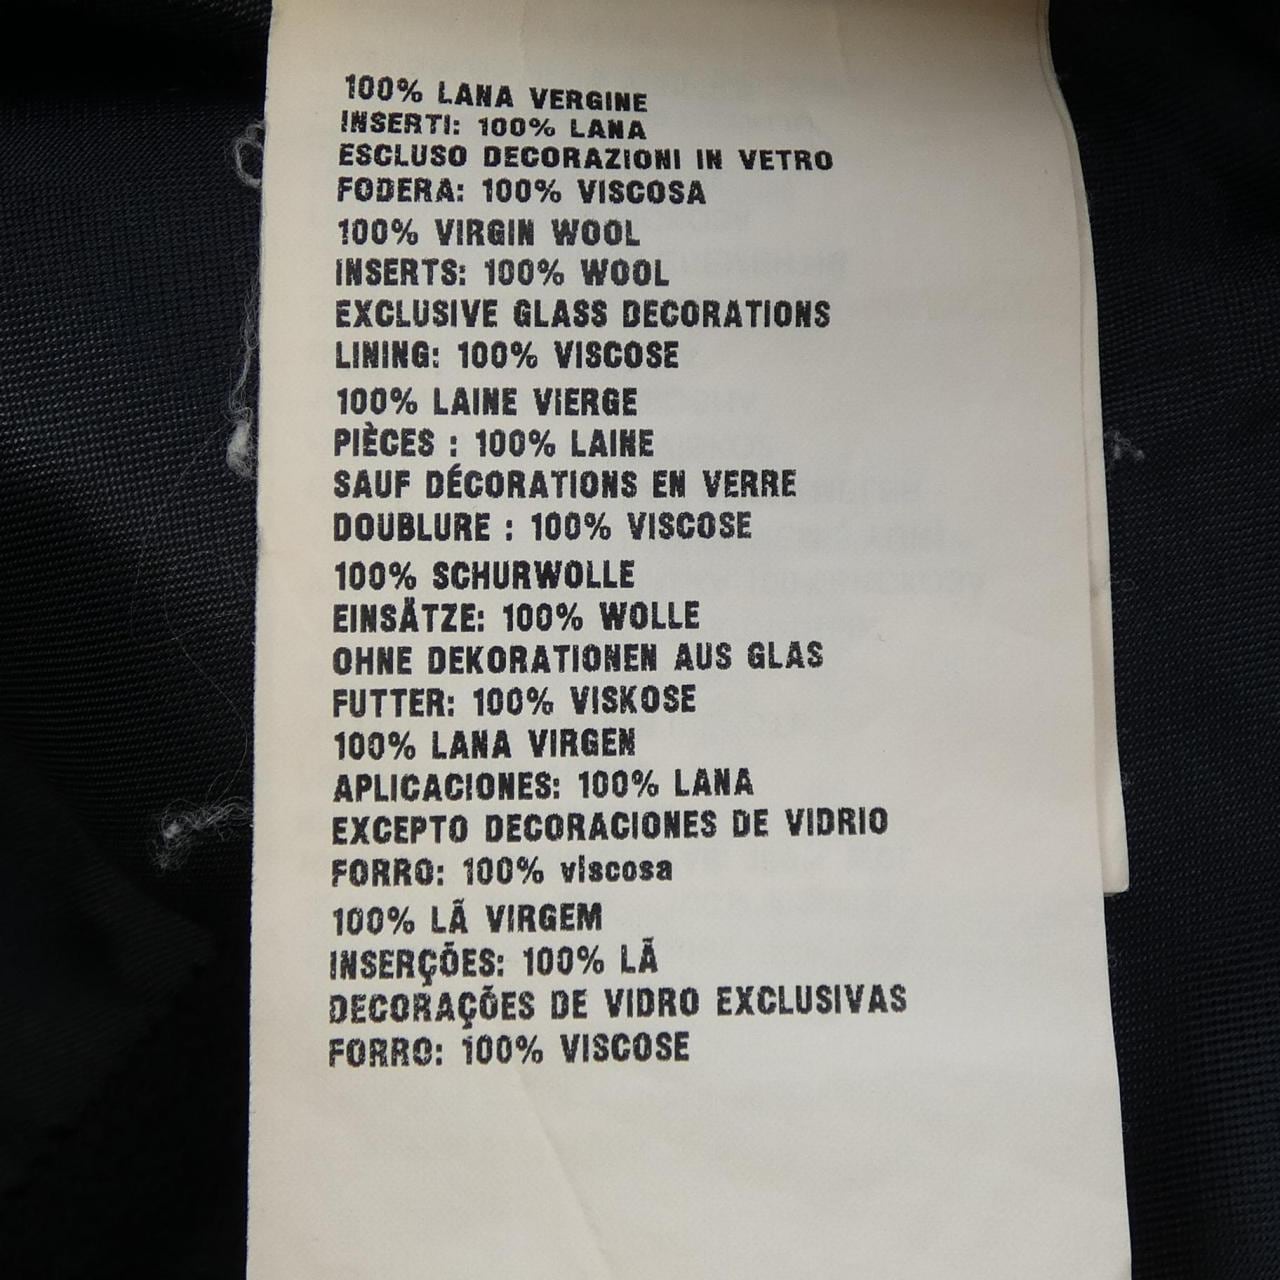 100% LANA VERGINE
INSERTI: 100% LANA
ESCLUSO DECORAZIONI IN VETRO
FODERA: 100% VISCOSA
100% VIRGIN WOOL
INSERTS: 100% WOOL
EXCLUSIVE GLASS DECORATIONS
LINING: 100% VISCOSE
100% LAINE VIERGE
PIÈCES : 100% LAINE
SAUF DÉCORATIONS EN VERRE
DOUBLURE : 100% VISCOSE
100% SCHURWOLLE
EINSÄTZE: 100% WOLLE
OHNE DEKORATIONEN AUS GLAS
FUTTER: 100% VISKOSE
100% LANA VIRGEN
APLICACIONES: 100% LANA
EXCEPTO DECORACIONES DE VIDRIO
FORRO: 100% viscosa
100% LÃ VIRGEM
INSERÇÕES: 100% LÃ
DECORAÇÕES DE VIDRO EXCLUSIVAS
FORRO: 100% VISCOSE